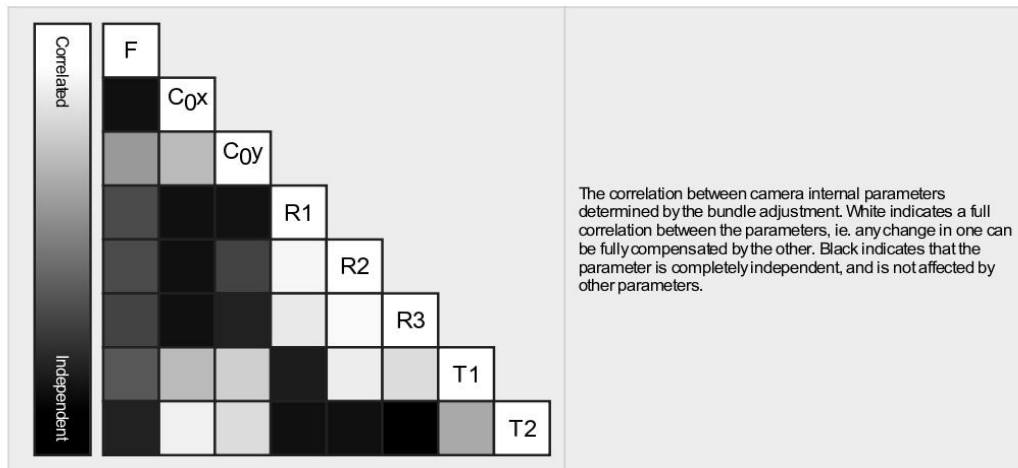 Correlated
Independent
F
C0x
C0y
R1
R2
R3
T1
T2
The correlation between camera internal parameters
determined by the bundle adjustment. White indicates a full
correlation between the parameters, ie. any change in one can
be fully compensated by the other. Black indicates that the
parameter is completely independent, and is not affected by
other parameters.